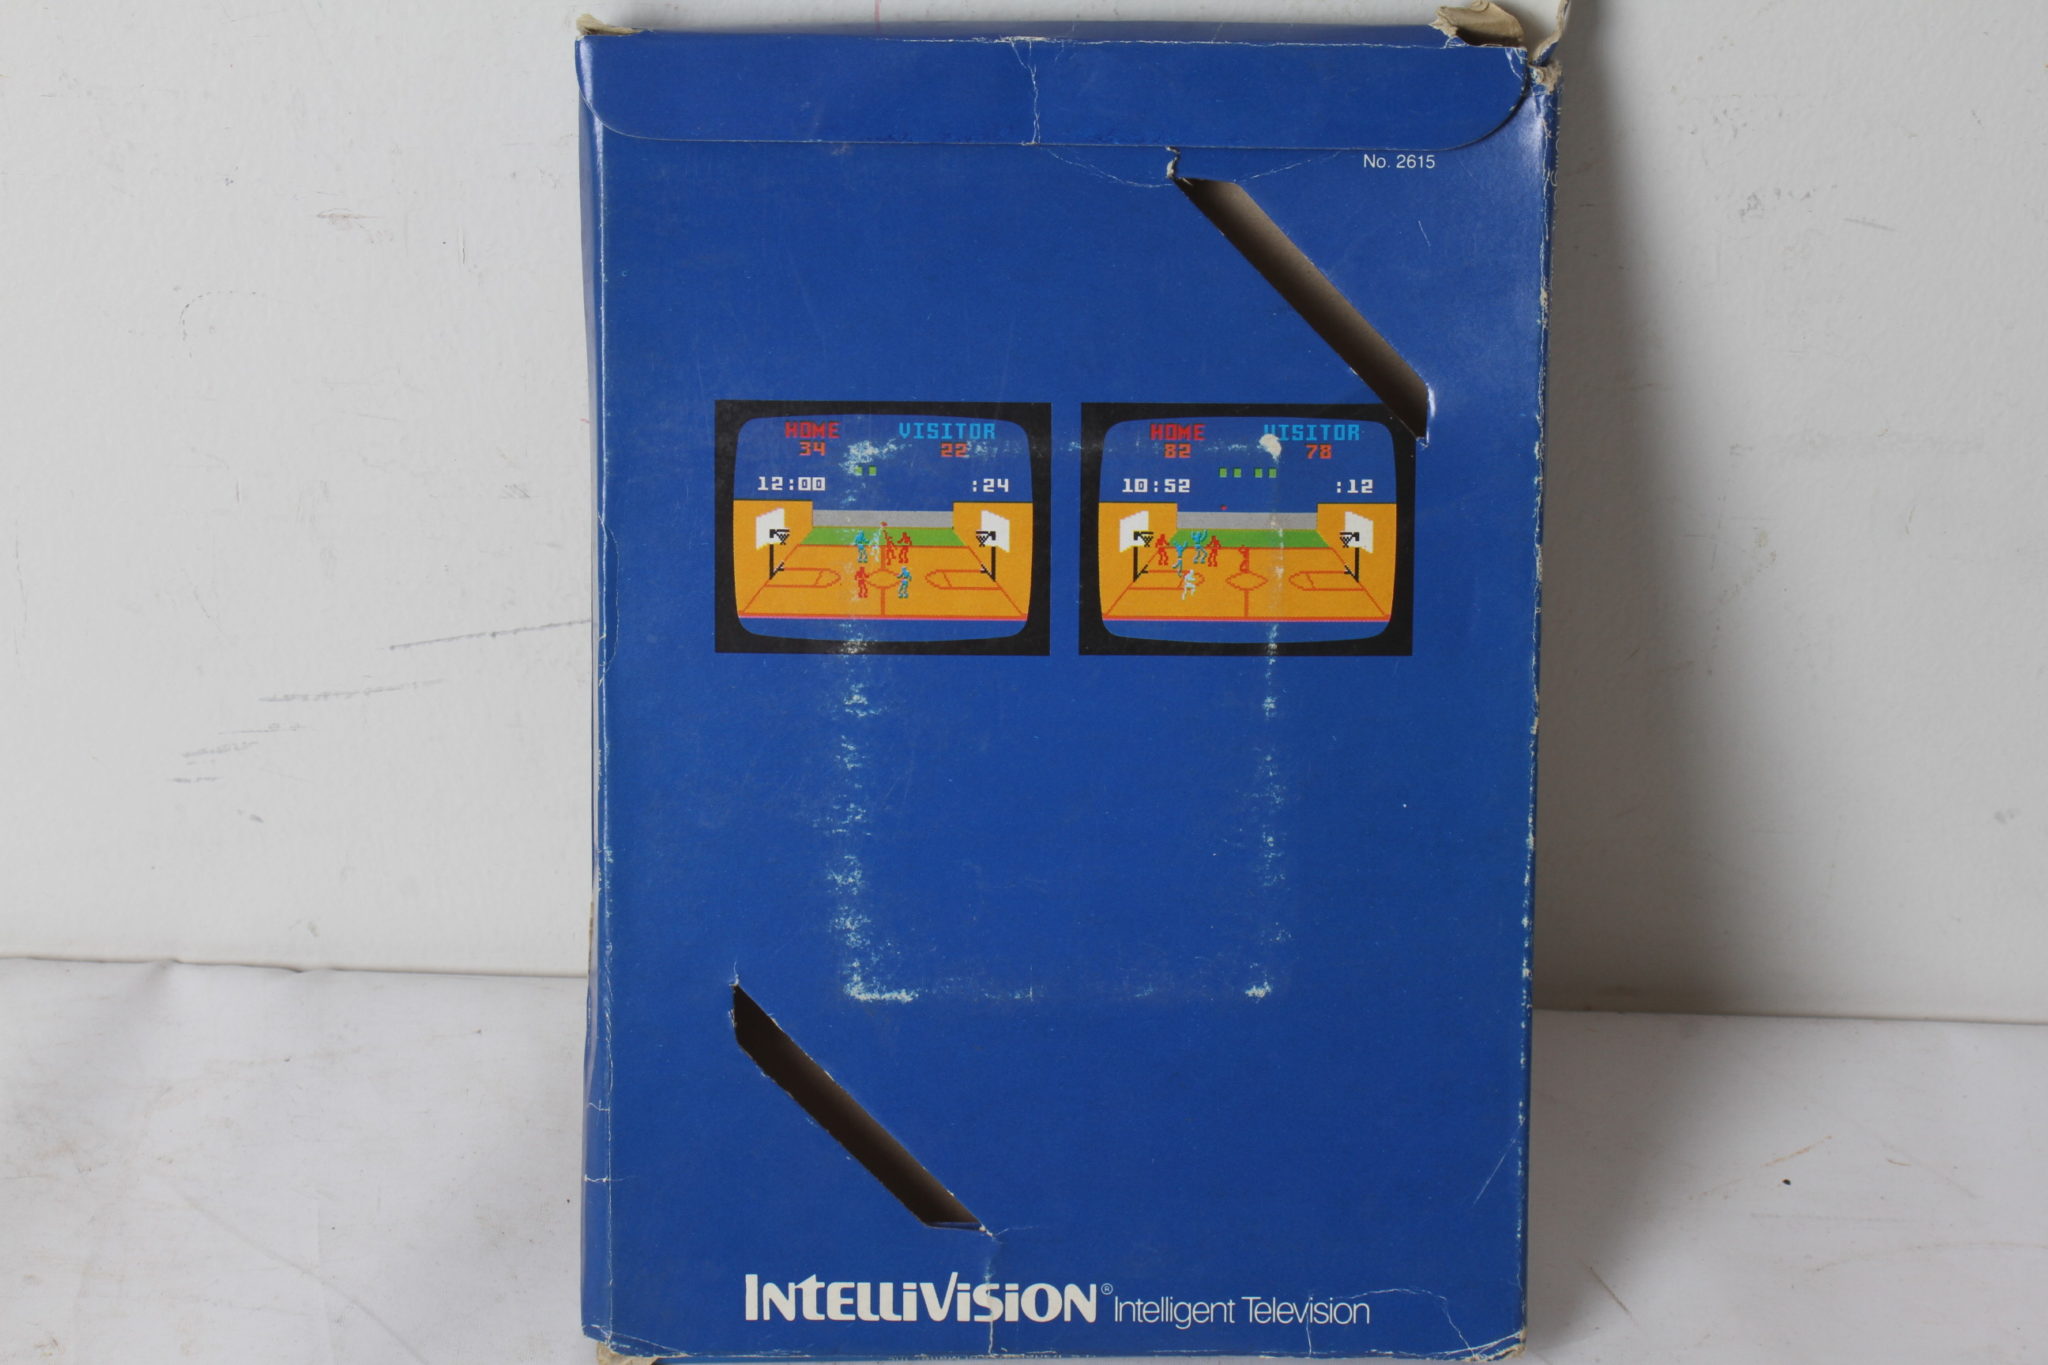 No. 2615
HOME VISITOR
34 22
12:00 :24
HOME VISITOR
82 78
10:52 :12
INTELLIVISION® Intelligent Television